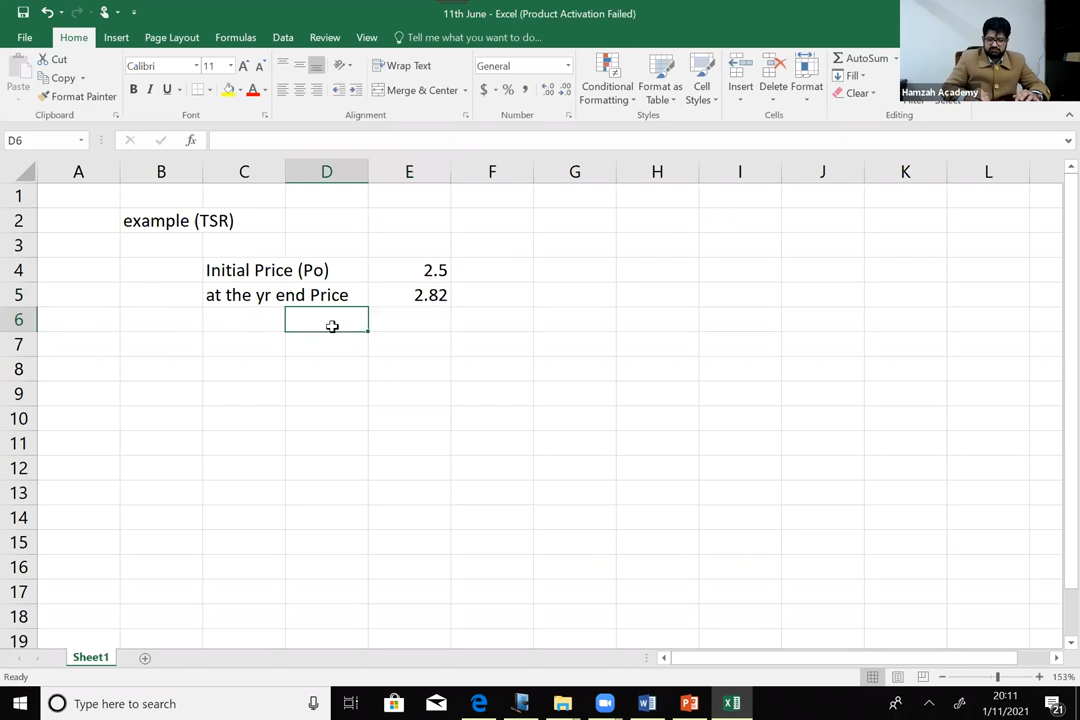 11th June - Excel (Product Activation Failed)
File Home Insert Page Layout Formulas Data Review View Tell me what you want to do...
Hamzah Academy
Paste Cut Copy Format Painter Clipboard
Calibri 11 A A B I U A Font
Wrap Text Merge & Center Alignment
General $ % , Number
Conditional Formatting Format as Table Cell Styles Styles
Insert Delete Format Cells
AutoSum Fill Clear Editing
D6 fx
A B C D E F G H I J K L
1
2 example (TSR)
3
4 Initial Price (Po) 2.5
5 at the yr end Price 2.82
6
7
8
9
10
11
12
13
14
15
16
17
18
19
Sheet1
Ready 153%
Type here to search 20:11
1/11/2021 21